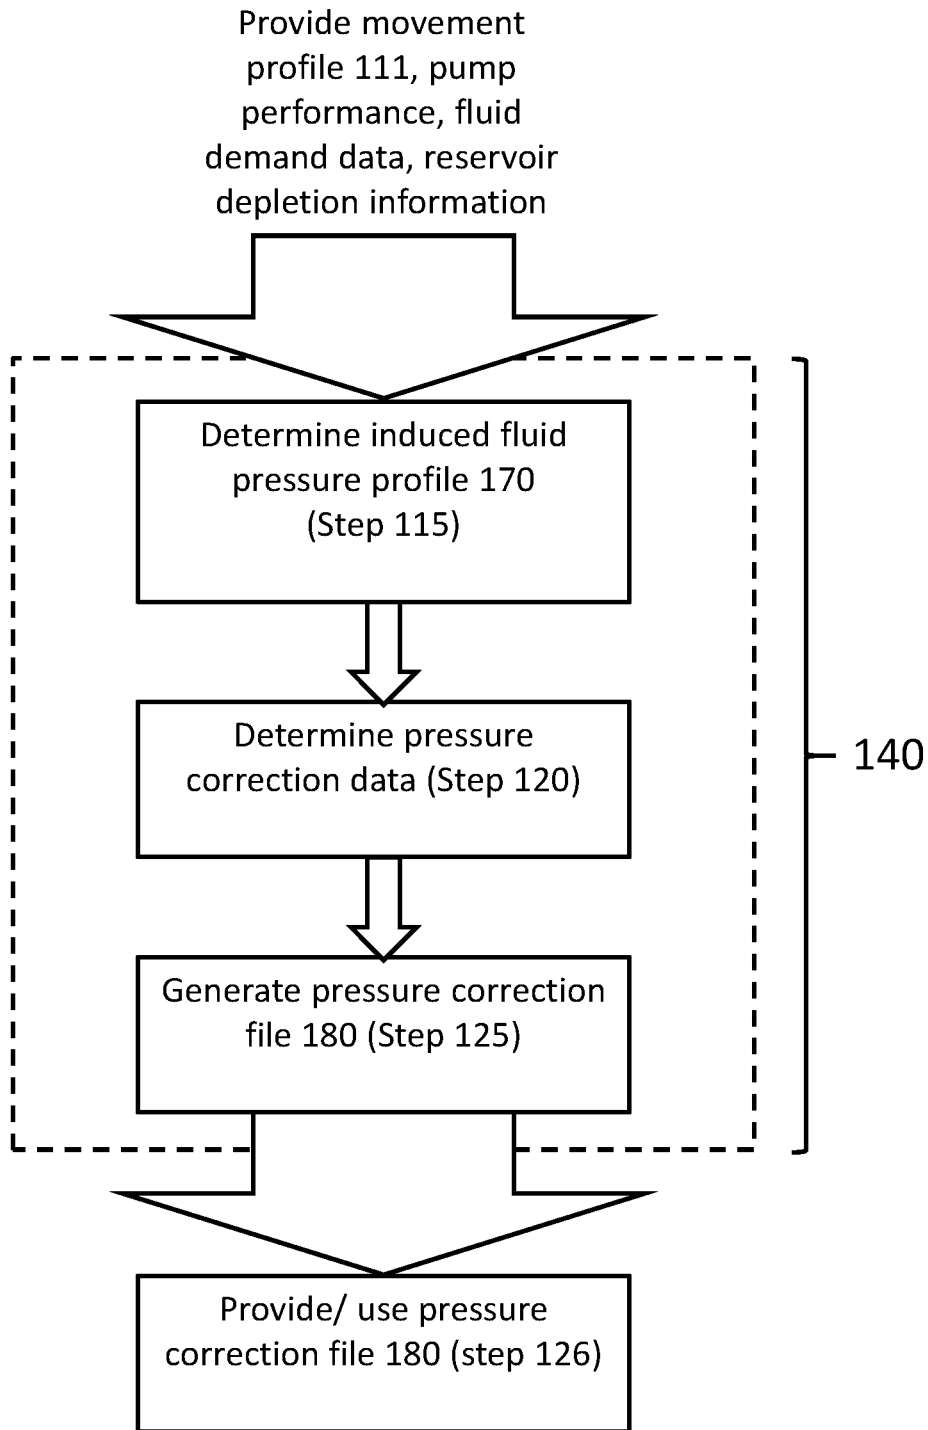 Provide movement
profile 111, pump
performance, fluid
demand data, reservoir
depletion information
Determine induced fluid
pressure profile 170
(Step 115)
Determine pressure
correction data (Step 120)
140
Generate pressure correction
file 180 (Step 125)
Provide/ use pressure
correction file 180 (step 126)